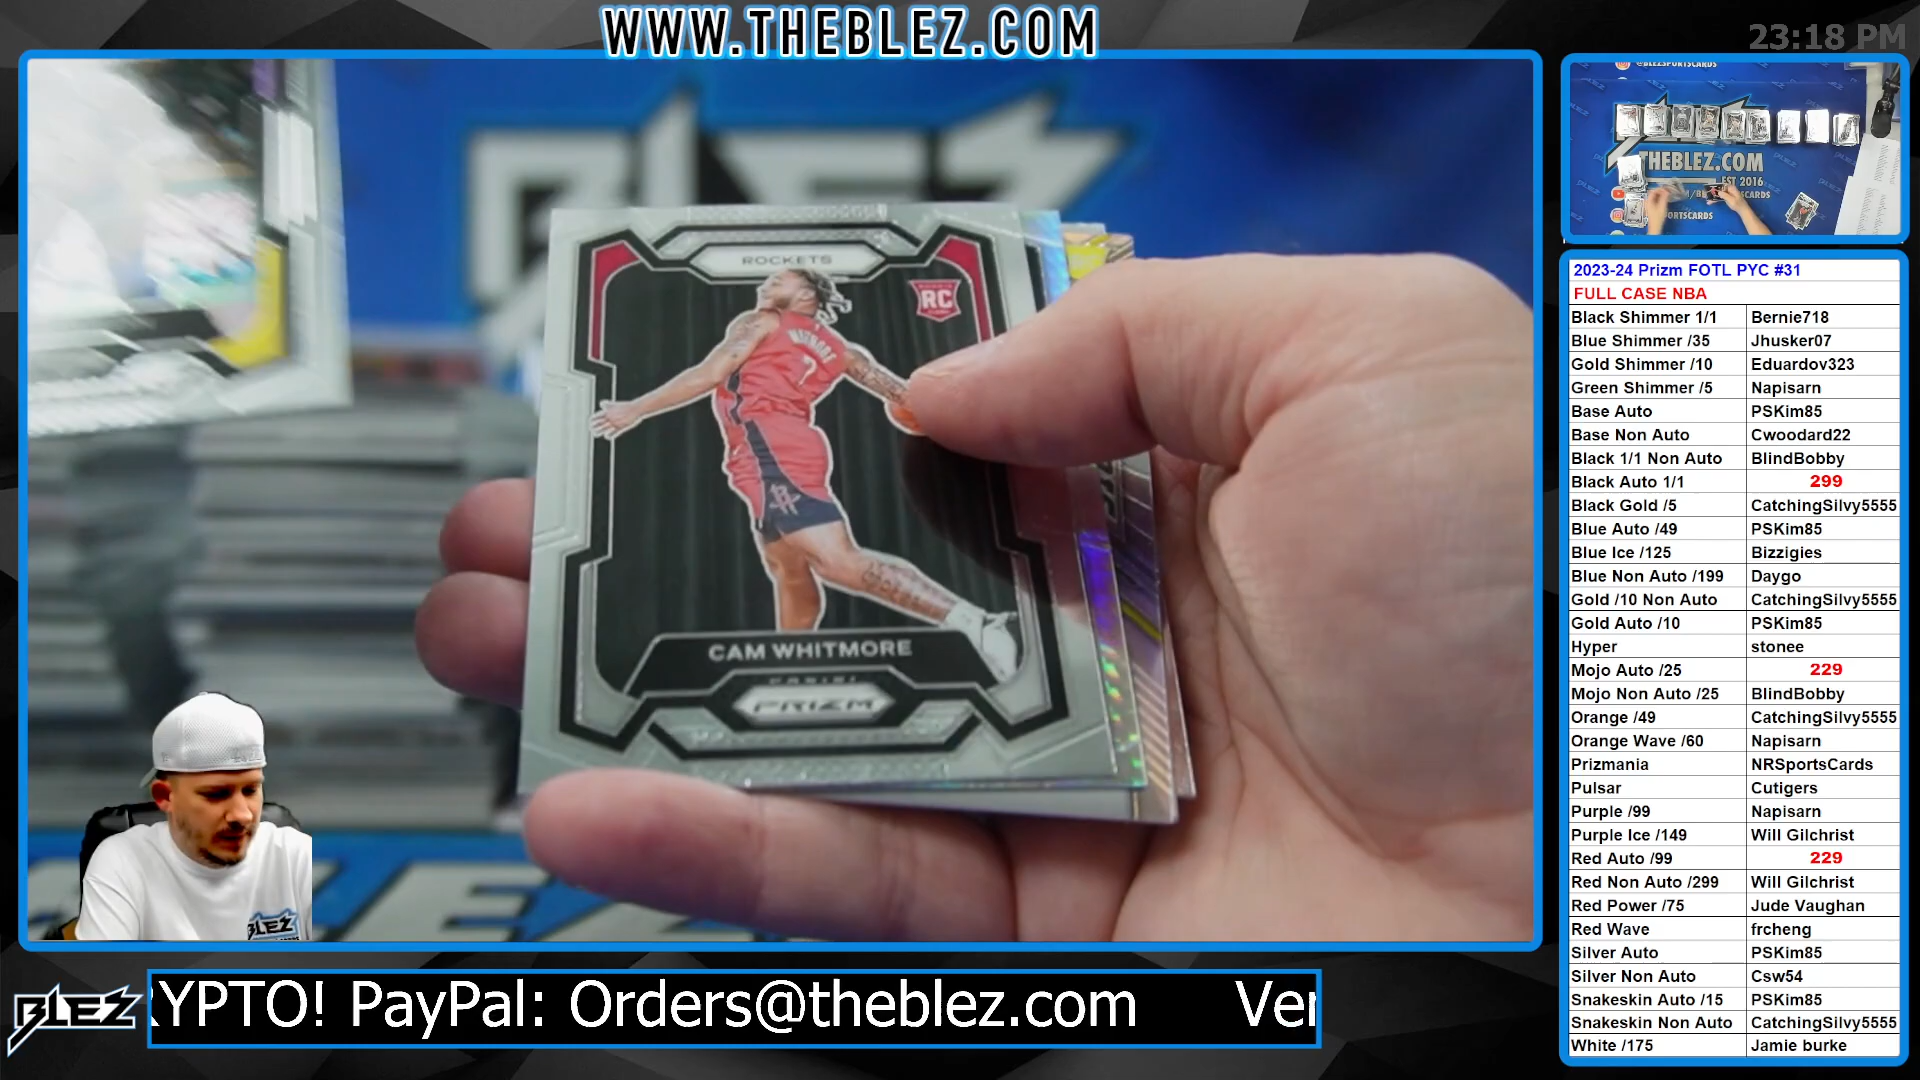 WWW.THEBLEZ.COM
23:18 PM
BLEZ
ROCKETS
RC
WHITMORE
7
CAM WHITMORE
PANINI
PRIZM
BLEZ
@BLEZSPORTSCARDS
THEBLEZ.COM
EST 2016
2023-24 Prizm FOTL PYC #31
FULL CASE NBA
Black Shimmer 1/1 Bernie718
Blue Shimmer /35 Jhusker07
Gold Shimmer /10 Eduardov323
Green Shimmer /5 Napisarn
Base Auto PSKim85
Base Non Auto Cwoodard22
Black 1/1 Non Auto BlindBobby
Black Auto 1/1 299
Black Gold /5 CatchingSilvy5555
Blue Auto /49 PSKim85
Blue Ice /125 Bizzigies
Blue Non Auto /199 Daygo
Gold /10 Non Auto CatchingSilvy5555
Gold Auto /10 PSKim85
Hyper stonee
Mojo Auto /25 229
Mojo Non Auto /25 BlindBobby
Orange /49 CatchingSilvy5555
Orange Wave /60 Napisarn
Prizmania NRSportsCards
Pulsar Cutigers
Purple /99 Napisarn
Purple Ice /149 Will Gilchrist
Red Auto /99 229
Red Non Auto /299 Will Gilchrist
Red Power /75 Jude Vaughan
Red Wave frcheng
Silver Auto PSKim85
Silver Non Auto Csw54
Snakeskin Auto /15 PSKim85
Snakeskin Non Auto CatchingSilvy5555
White /175 Jamie burke
BLEZ
RYPTO! PayPal: Orders@theblez.com Ver